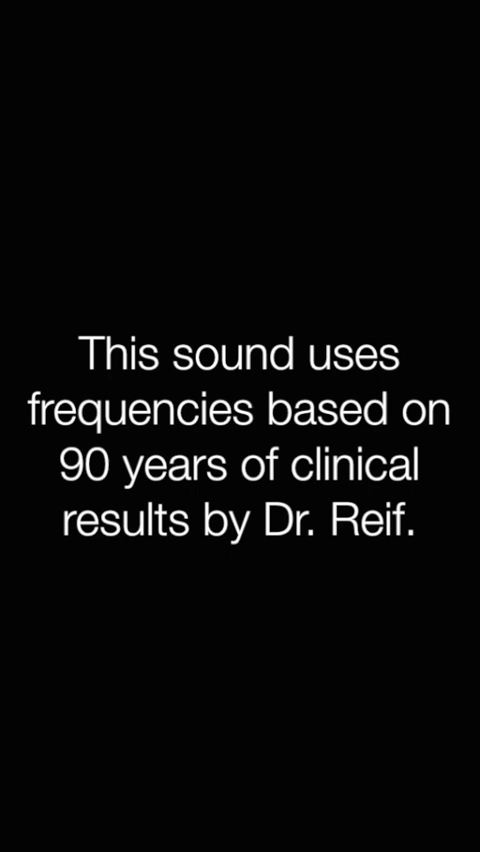 This sound uses
frequencies based on
90 years of clinical
results by Dr. Reif.